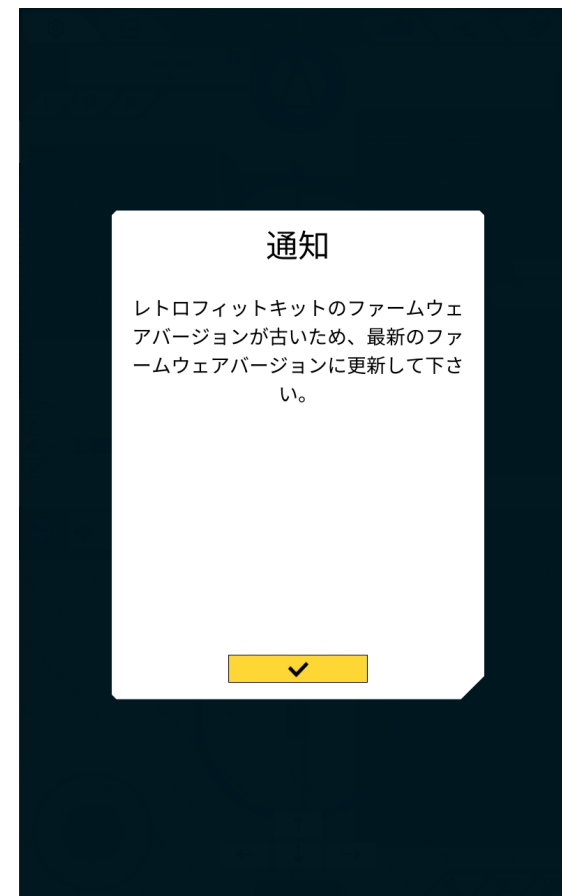 通知
レトロフィットキットのファームウェ
アバージョンが古いため、最新のファ
ームウェアバージョンに更新して下さ
い。